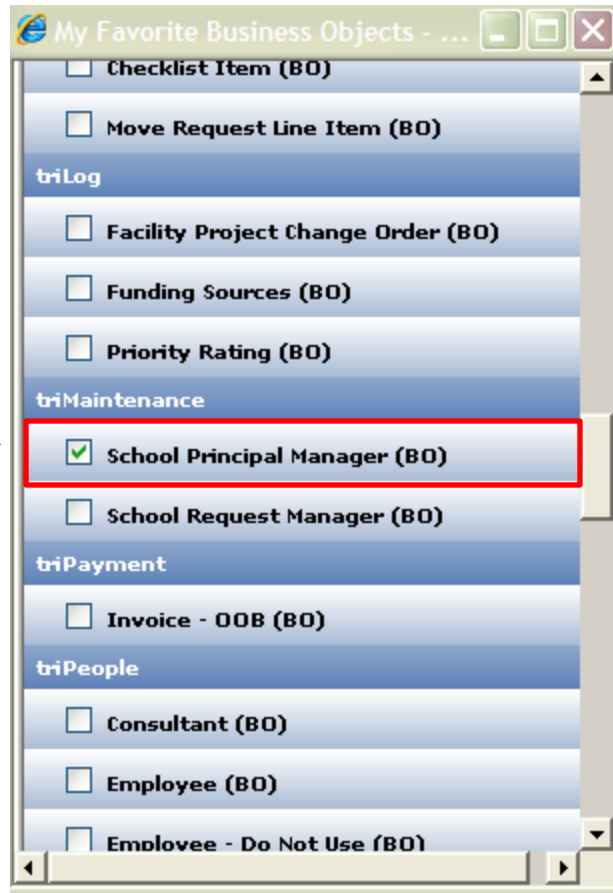 My Favorite Business Objects - ...
Checklist Item (BO)
Move Request Line Item (BO)
triLog
Facility Project Change Order (BO)
Funding Sources (BO)
Priority Rating (BO)
triMaintenance
School Principal Manager (BO)
School Request Manager (BO)
triPayment
Invoice - OOB (BO)
triPeople
Consultant (BO)
Employee (BO)
Employee - Do Not Use (BO)